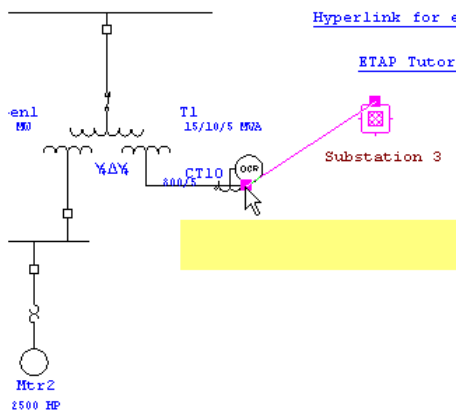 Hyperlink for e
ETAP Tutor
-en1
MW
T1
15/10/5 MVA
CT10
800/5
OCR
Substation 3
Mtr2
2500 HP